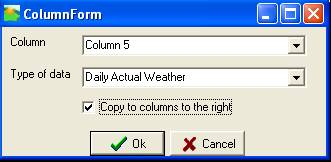 ColumnForm
Column Column 5
Type of data Daily Actual Weather
Copy to columns to the right
Ok Cancel